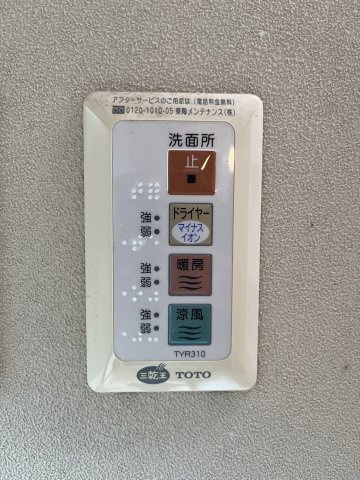 アフターサービスのご用命は(電話料金無料)
0120-1010-05 東陶メンテナンス(株)
洗面所
止
強
弱
ドライヤー
マイナス
イオン
強
弱
暖房
強
弱
涼風
TYR310
三乾王 TOTO